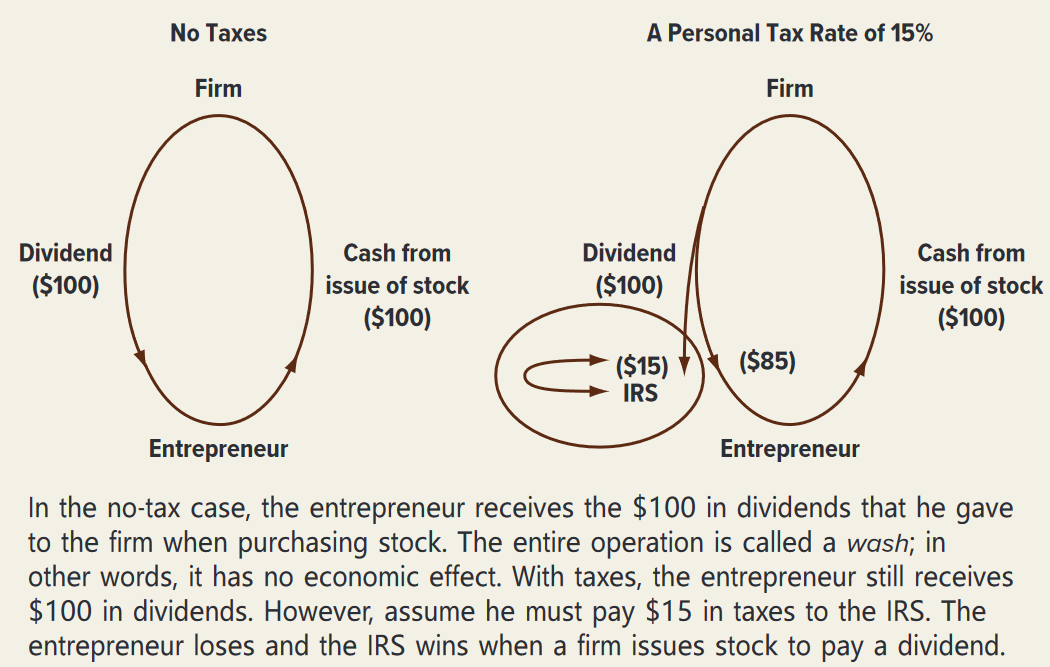 No Taxes
Firm
Dividend
($100)
Cash from
issue of stock
($100)
Entrepreneur
A Personal Tax Rate of 15%
Firm
Dividend
($100)
($15)
IRS
($85)
Cash from
issue of stock
($100)
Entrepreneur
In the no-tax case, the entrepreneur receives the $100 in dividends that he gave
to the firm when purchasing stock. The entire operation is called a wash; in
other words, it has no economic effect. With taxes, the entrepreneur still receives
$100 in dividends. However, assume he must pay $15 in taxes to the IRS. The
entrepreneur loses and the IRS wins when a firm issues stock to pay a dividend.